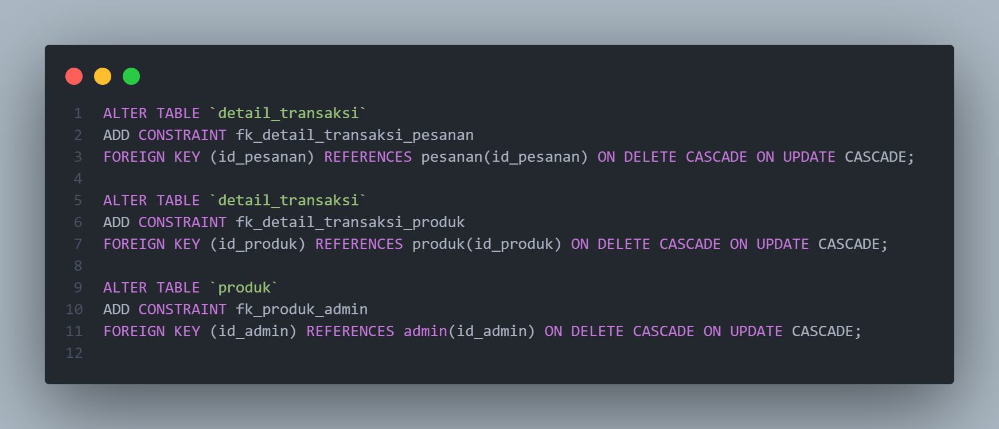 1 ALTER TABLE `detail_transaksi`
2 ADD CONSTRAINT fk_detail_transaksi_pesanan
3 FOREIGN KEY (id_pesanan) REFERENCES pesanan(id_pesanan) ON DELETE CASCADE ON UPDATE CASCADE;
4
5 ALTER TABLE `detail_transaksi`
6 ADD CONSTRAINT fk_detail_transaksi_produk
7 FOREIGN KEY (id_produk) REFERENCES produk(id_produk) ON DELETE CASCADE ON UPDATE CASCADE;
8
9 ALTER TABLE `produk`
10 ADD CONSTRAINT fk_produk_admin
11 FOREIGN KEY (id_admin) REFERENCES admin(id_admin) ON DELETE CASCADE ON UPDATE CASCADE;
12